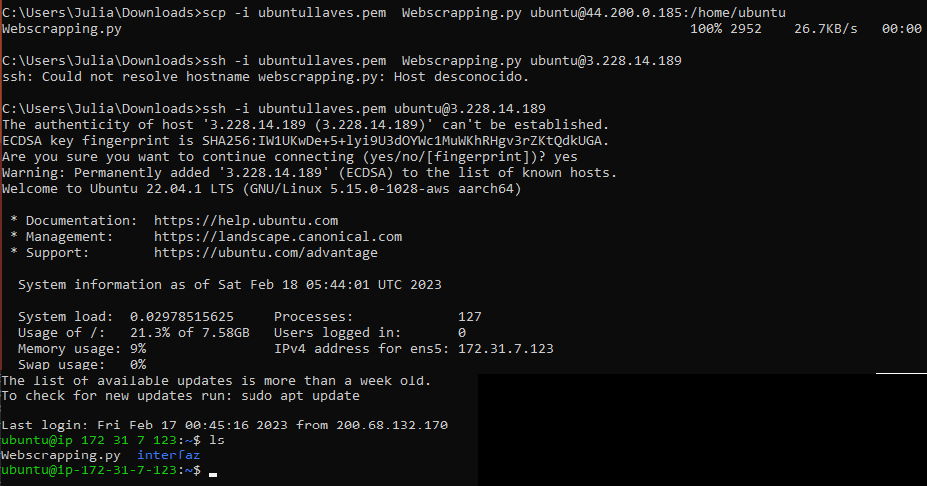 C:\Users\Julia\Downloads>scp -i ubuntullaves.pem  Webscrapping.py ubuntu@44.200.0.185:/home/ubuntu
Webscrapping.py                                                                       100% 2952    26.7KB/s   00:00
C:\Users\Julia\Downloads>ssh -i ubuntullaves.pem  Webscrapping.py ubuntu@3.228.14.189
ssh: Could not resolve hostname webscrapping.py: Host desconocido.
C:\Users\Julia\Downloads>ssh -i ubuntullaves.pem ubuntu@3.228.14.189
The authenticity of host '3.228.14.189 (3.228.14.189)' can't be established.
ECDSA key fingerprint is SHA256:IW1UKwDe+5+lyi9U3dOYWc1MuWKhRHgv3rZKtQdkUGA.
Are you sure you want to continue connecting (yes/no/[fingerprint])? yes
Warning: Permanently added '3.228.14.189' (ECDSA) to the list of known hosts.
Welcome to Ubuntu 22.04.1 LTS (GNU/Linux 5.15.0-1028-aws aarch64)
 * Documentation:  https://help.ubuntu.com
 * Management:     https://landscape.canonical.com
 * Support:        https://ubuntu.com/advantage
  System information as of Sat Feb 18 05:44:01 UTC 2023
  System load:  0.02978515625     Processes:             127
  Usage of /:   21.3% of 7.58GB   Users logged in:       0
  Memory usage: 9%                IPv4 address for ens5: 172.31.7.123
  Swap usage:   0%
The list of available updates is more than a week old.
To check for new updates run: sudo apt update
Last login: Fri Feb 17 00:45:16 2023 from 200.68.132.170
ubuntu@ip 172 31 7 123:~$ ls
Webscrapping.py  interfaz
ubuntu@ip-172-31-7-123:~$